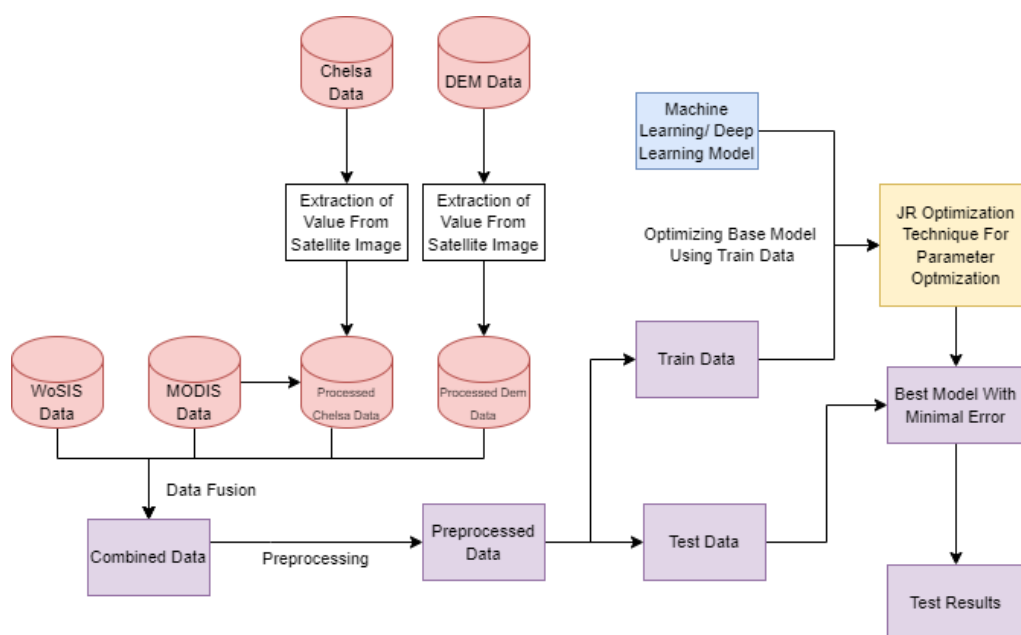 Chelsa
Data
DEM Data
Machine
Learning/ Deep
Learning Model
Extraction of
Value From
Satellite Image
Extraction of
Value From
Satellite Image
JR Optimization
Technique For
Parameter
Optmization
Optimizing Base Model
Using Train Data
WoSIS
Data
MODIS
Data
Processed
Chelsa Data
Processed Dem
Data
Train Data
Best Model With
Minimal Error
Data Fusion
Combined Data
Preprocessing
Preprocessed
Data
Test Data
Test Results